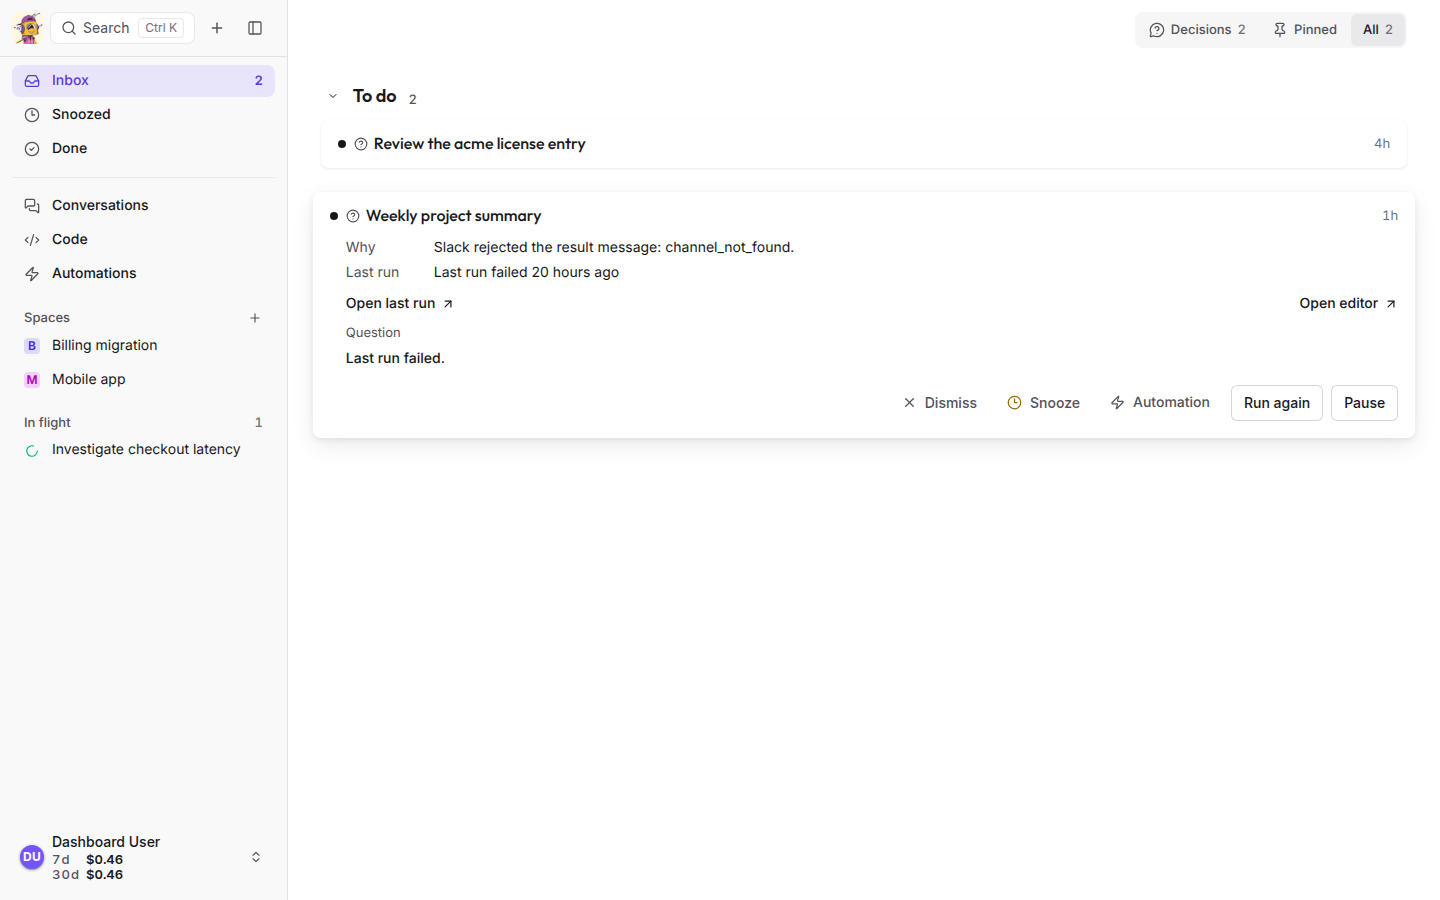 Search Ctrl K
Inbox 2
Snoozed
Done
Conversations
Code
Automations
Spaces
B Billing migration
M Mobile app
In flight 1
Investigate checkout latency
DU Dashboard User
7d $0.46
30d $0.46
Decisions 2 Pinned All 2
To do 2
Review the acme license entry 4h
Weekly project summary 1h
Why Slack rejected the result message: channel_not_found.
Last run Last run failed 20 hours ago
Open last run Open editor
Question
Last run failed.
Dismiss Snooze Automation Run again Pause